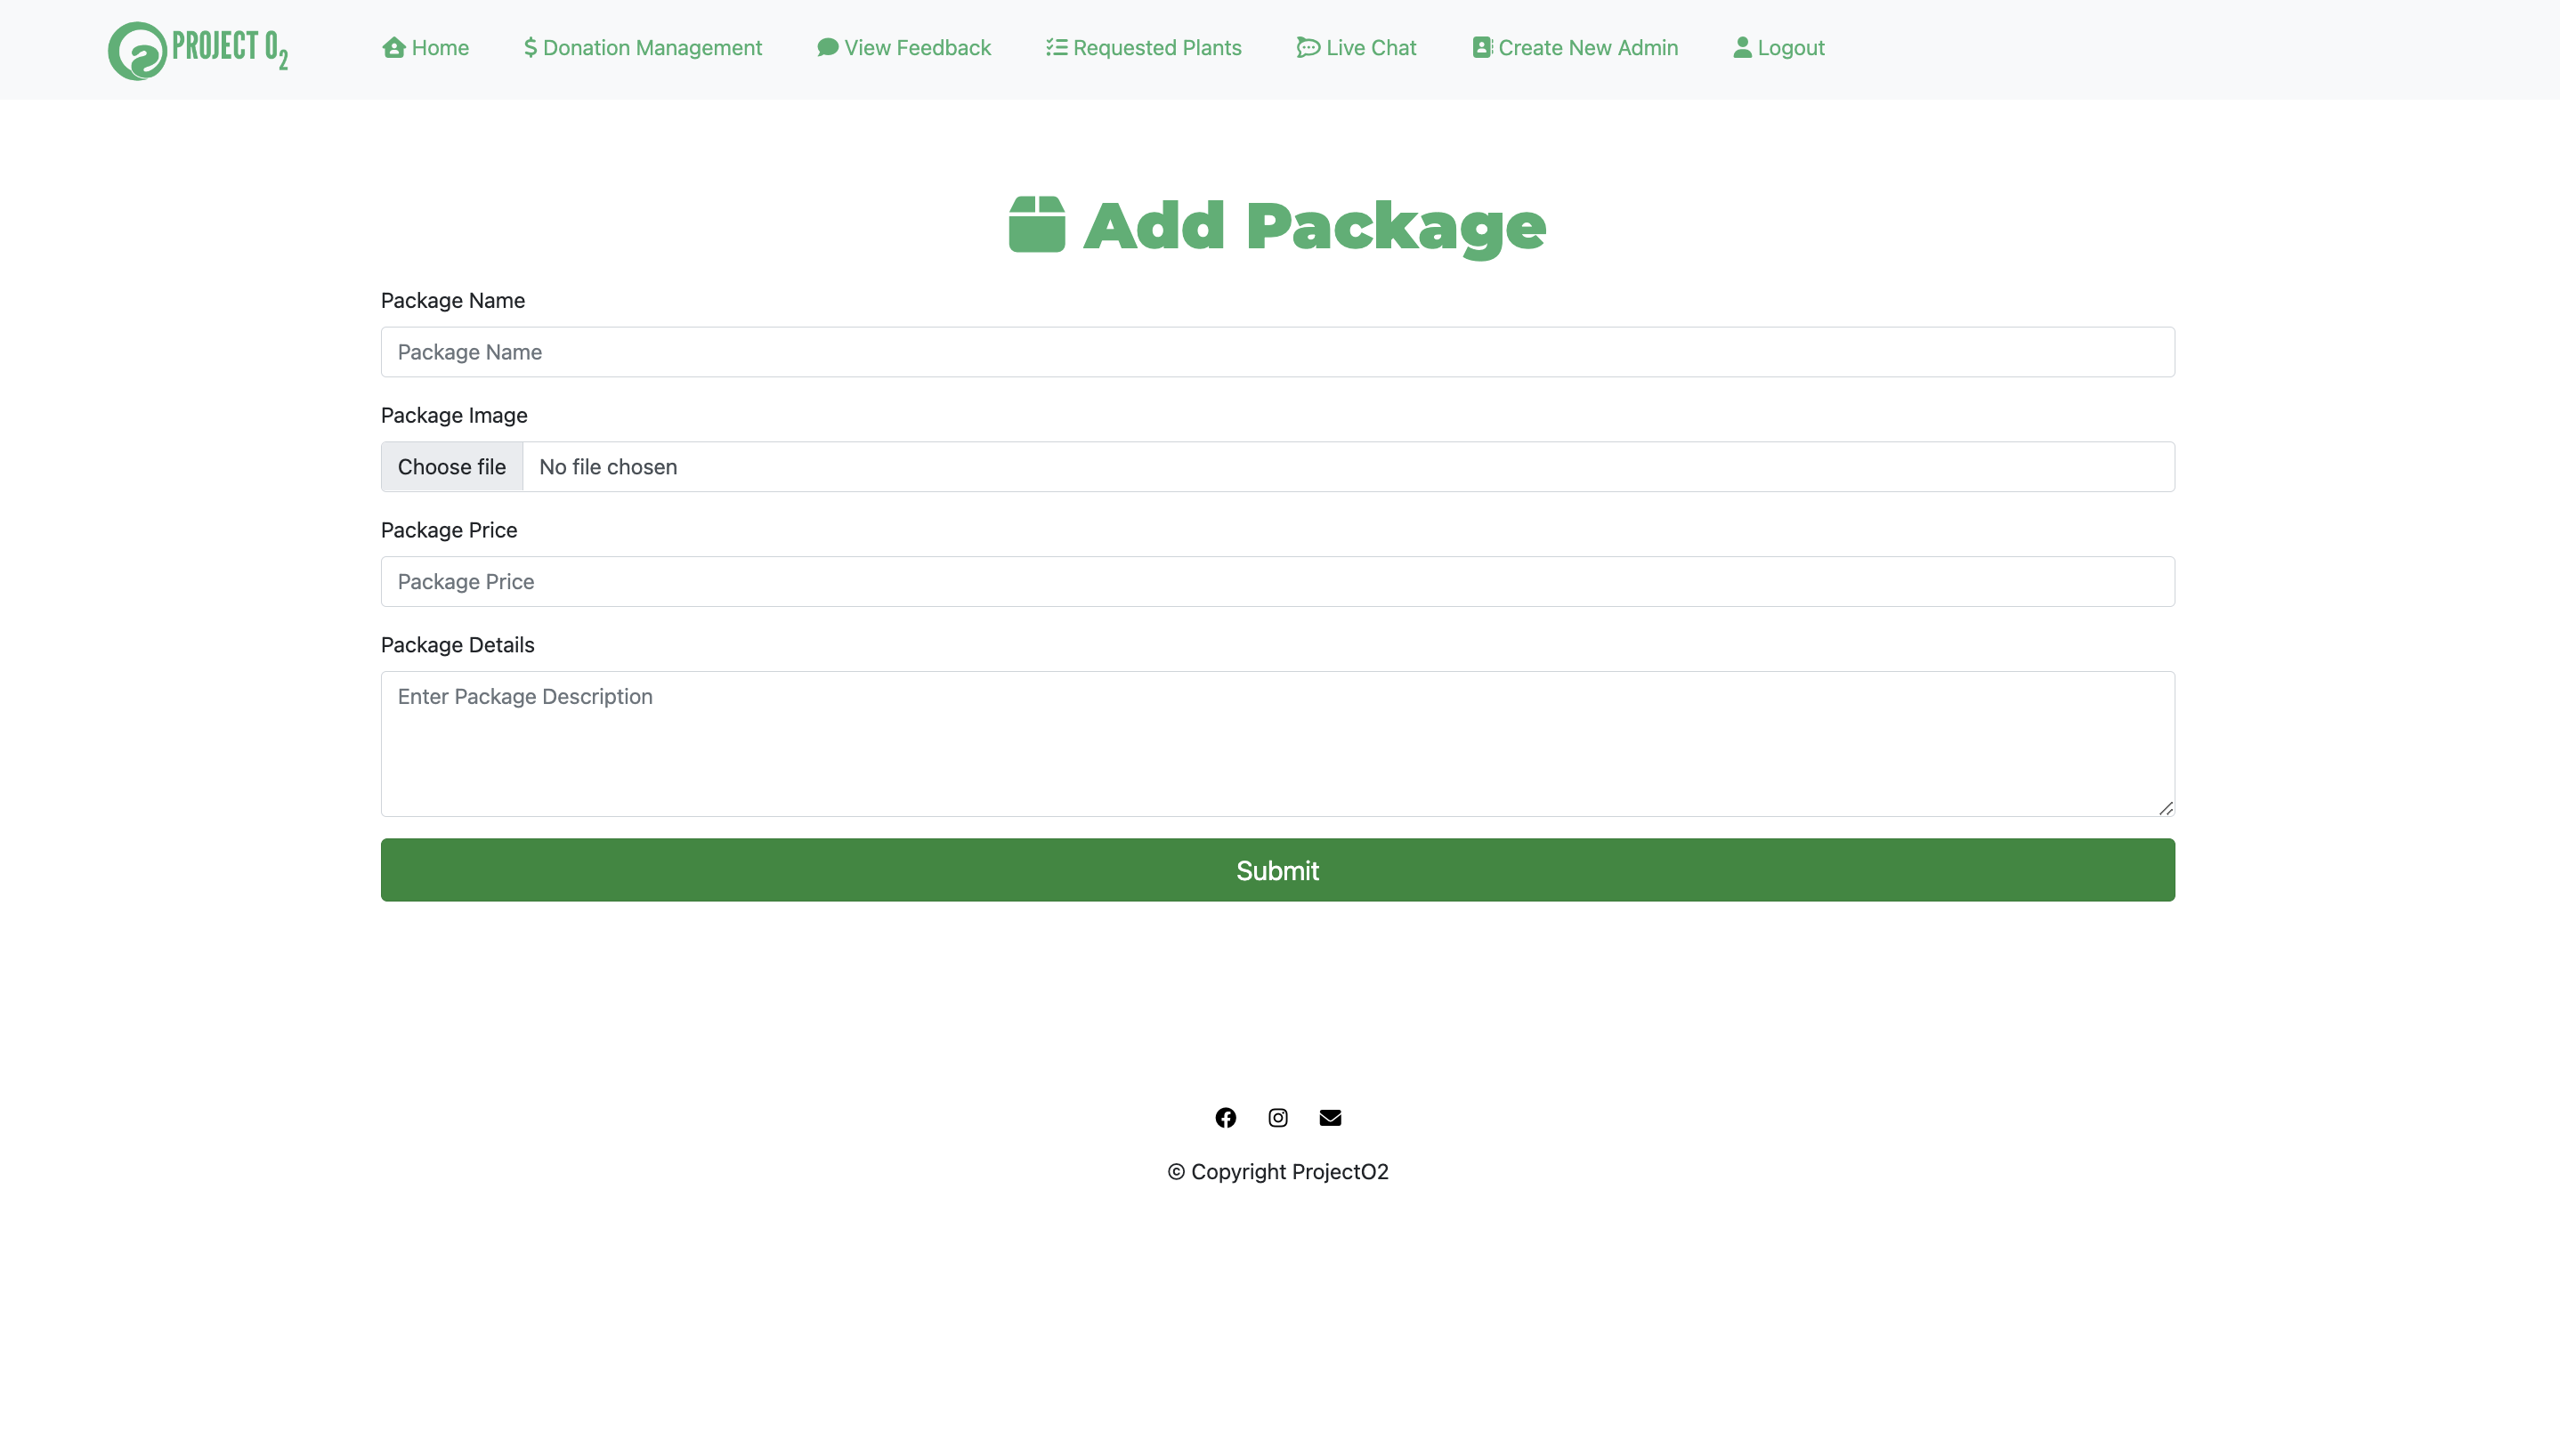 PROJECT O2
Home
Donation Management
View Feedback
Requested Plants
Live Chat
Create New Admin
Logout
Add Package
Package Name
Package Name
Package Image
Choose file
No file chosen
Package Price
Package Price
Package Details
Enter Package Description
Submit
© Copyright ProjectO2